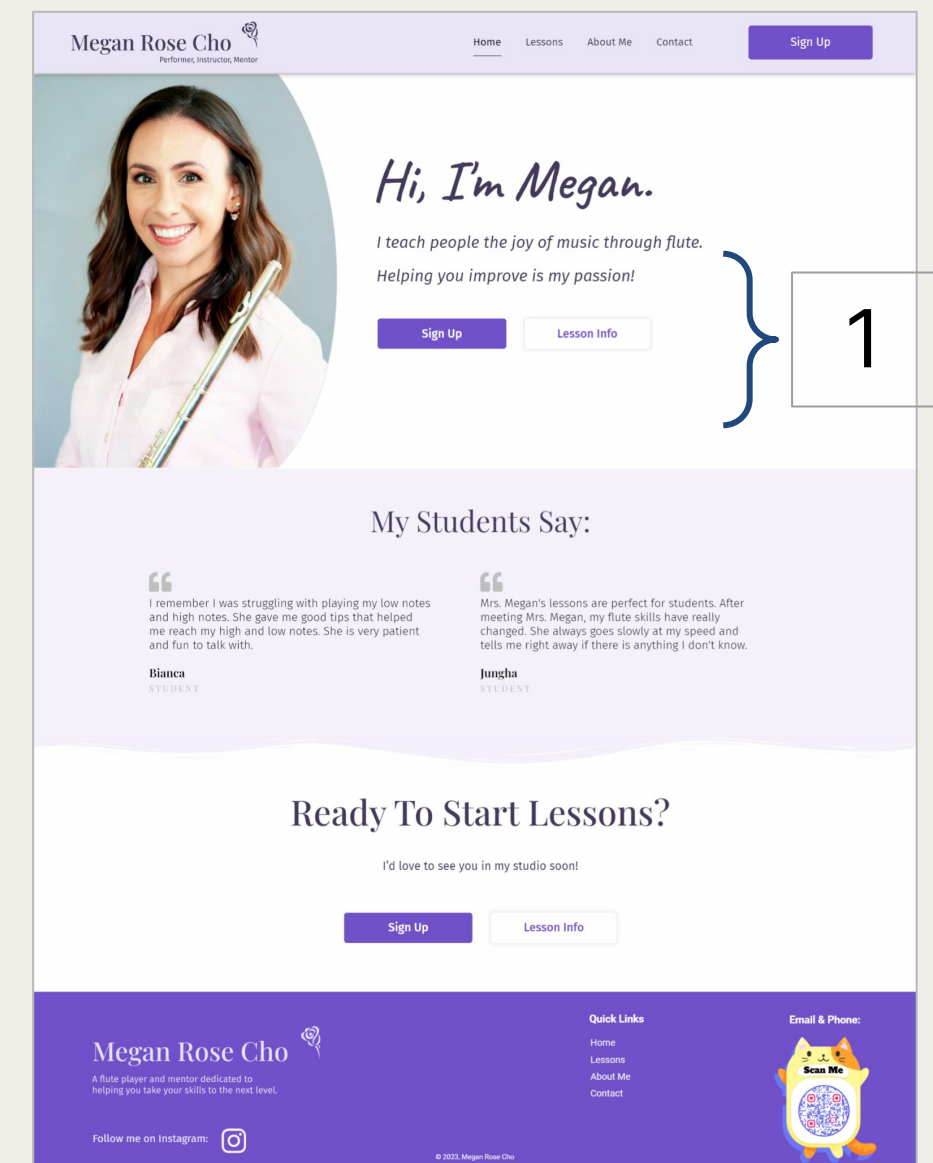 Megan Rose Cho
Performer, Instructor, Mentor
Home Lessons About Me Contact
Sign Up
Hi, I'm Megan.
I teach people the joy of music through flute.
Helping you improve is my passion!
Sign Up Lesson Info
1
My Students Say:
I remember I was struggling with playing my low notes
and high notes. She gave me good tips that helped
me reach my high and low notes. She is very patient
and fun to talk with.
Bianca
STUDENT
Mrs. Megan's lessons are perfect for students. After
meeting Mrs. Megan, my flute skills have really
changed. She always goes slowly at my speed and
tells me right away if there is anything I don't know.
Jungha
STUDENT
Ready To Start Lessons?
I'd love to see you in my studio soon!
Sign Up Lesson Info
Megan Rose Cho
A flute player and mentor dedicated to
helping you take your skills to the next level.
Follow me on Instagram:
Quick Links
Home
Lessons
About Me
Contact
Email & Phone:
Scan Me
© 2023, Megan Rose Cho